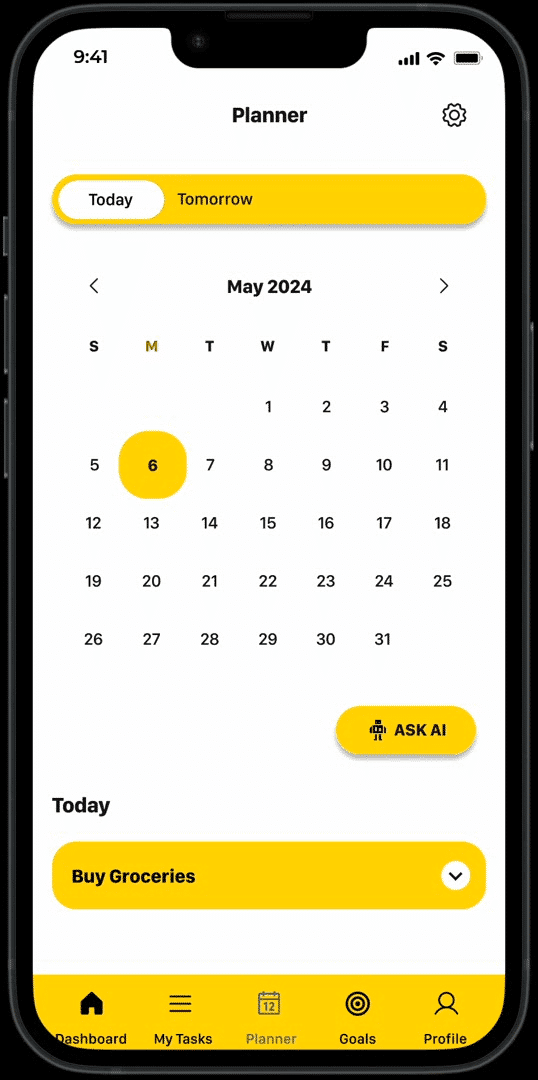 9:41
Planner
Today Tomorrow
May 2024
S M T W T F S
1 2 3 4
5 6 7 8 9 10 11
12 13 14 15 16 17 18
19 20 21 22 23 24 25
26 27 28 29 30 31
ASK AI
Today
Buy Groceries
12
Dashboard My Tasks Planner Goals Profile